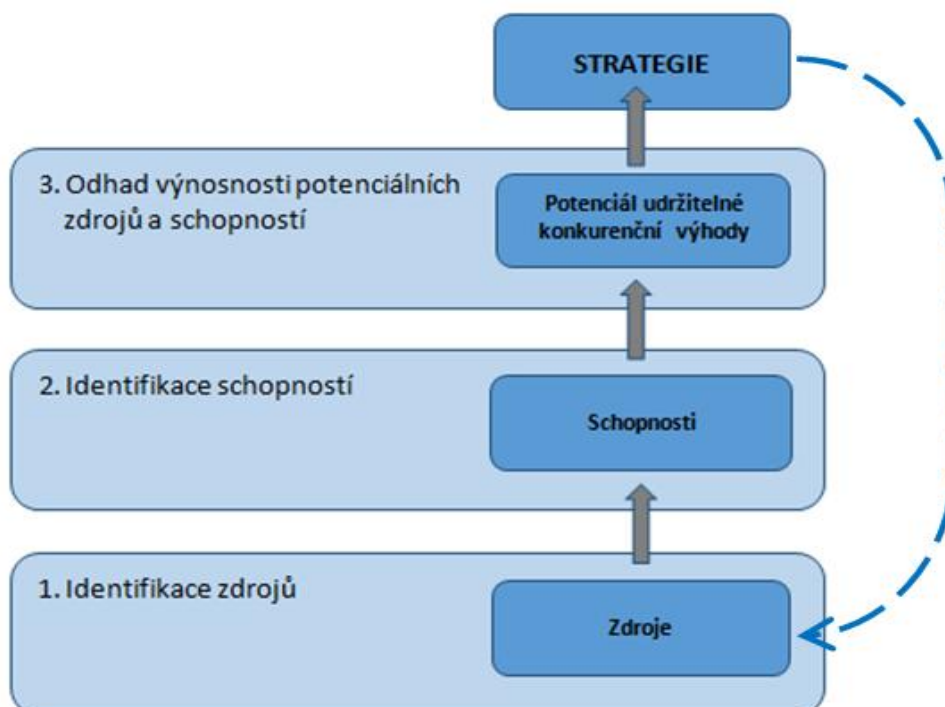 STRATEGIE
3. Odhad výnosnosti potenciálních
zdrojů a schopností
Potenciál udržitelné
konkurenční výhody
2. Identifikace schopností
Schopnosti
1. Identifikace zdrojů
Zdroje